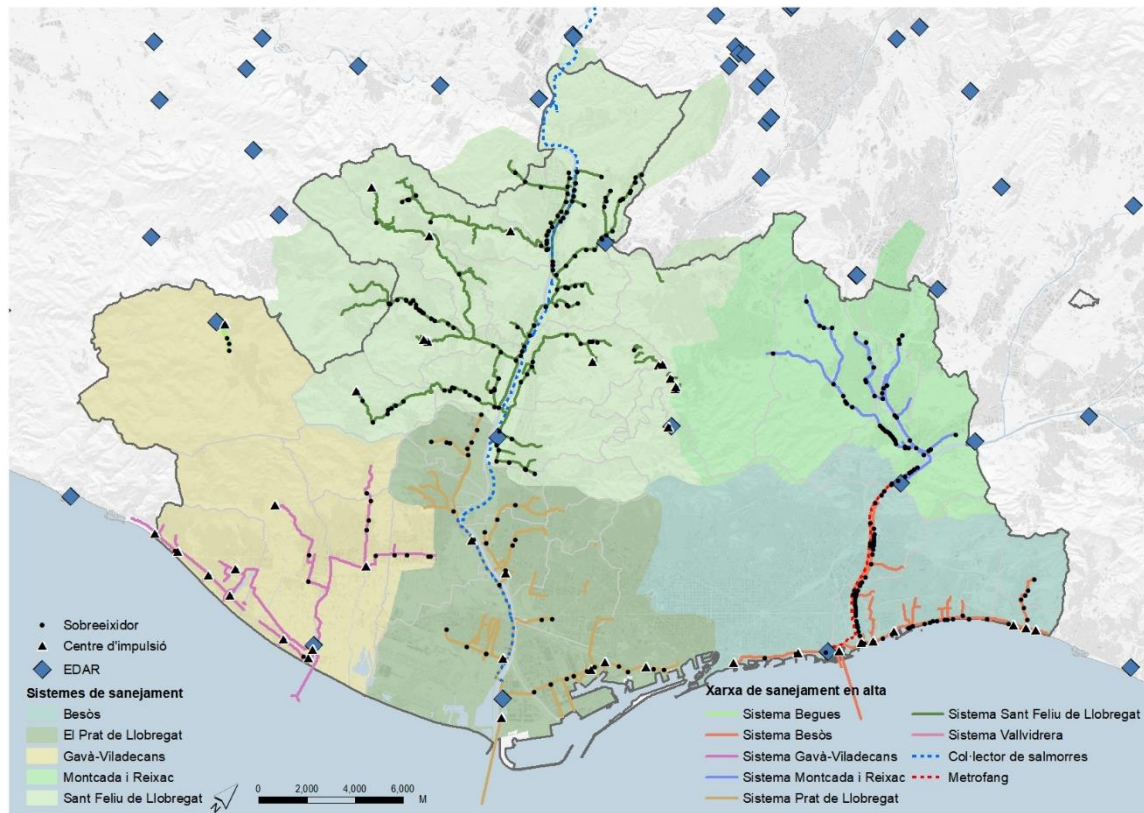 Sobreeixidor
Centre d'impulsió
EDAR
Sistemes de sanejament
Besòs
El Prat de Llobregat
Gavà-Viladecans
Montcada i Reixac
Sant Feliu de Llobregat
N
0 2,000 4,000 6,000
M
Xarxa de sanejament en alta
Sistema Begues
Sistema Besòs
Sistema Gavà-Viladecans
Sistema Montcada i Reixac
Sistema Prat de Llobregat
Sistema Sant Feliu de Llobregat
Sistema Vallvidrera
Col·lector de salmorres
Metrofang